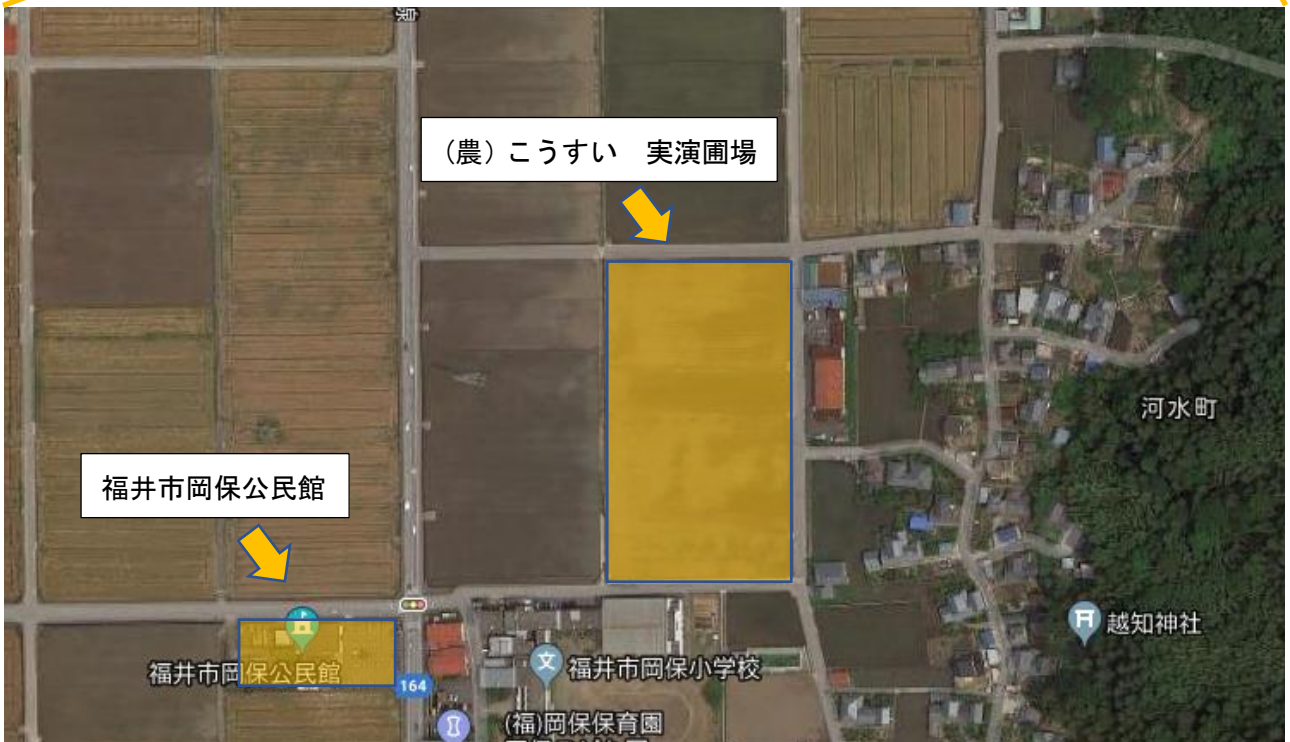 (農)こうすい 実演圃場
河水町
福井市岡保公民館
越知神社
福井市岡保公民館
福井市岡保小学校
164
(福)岡保保育園